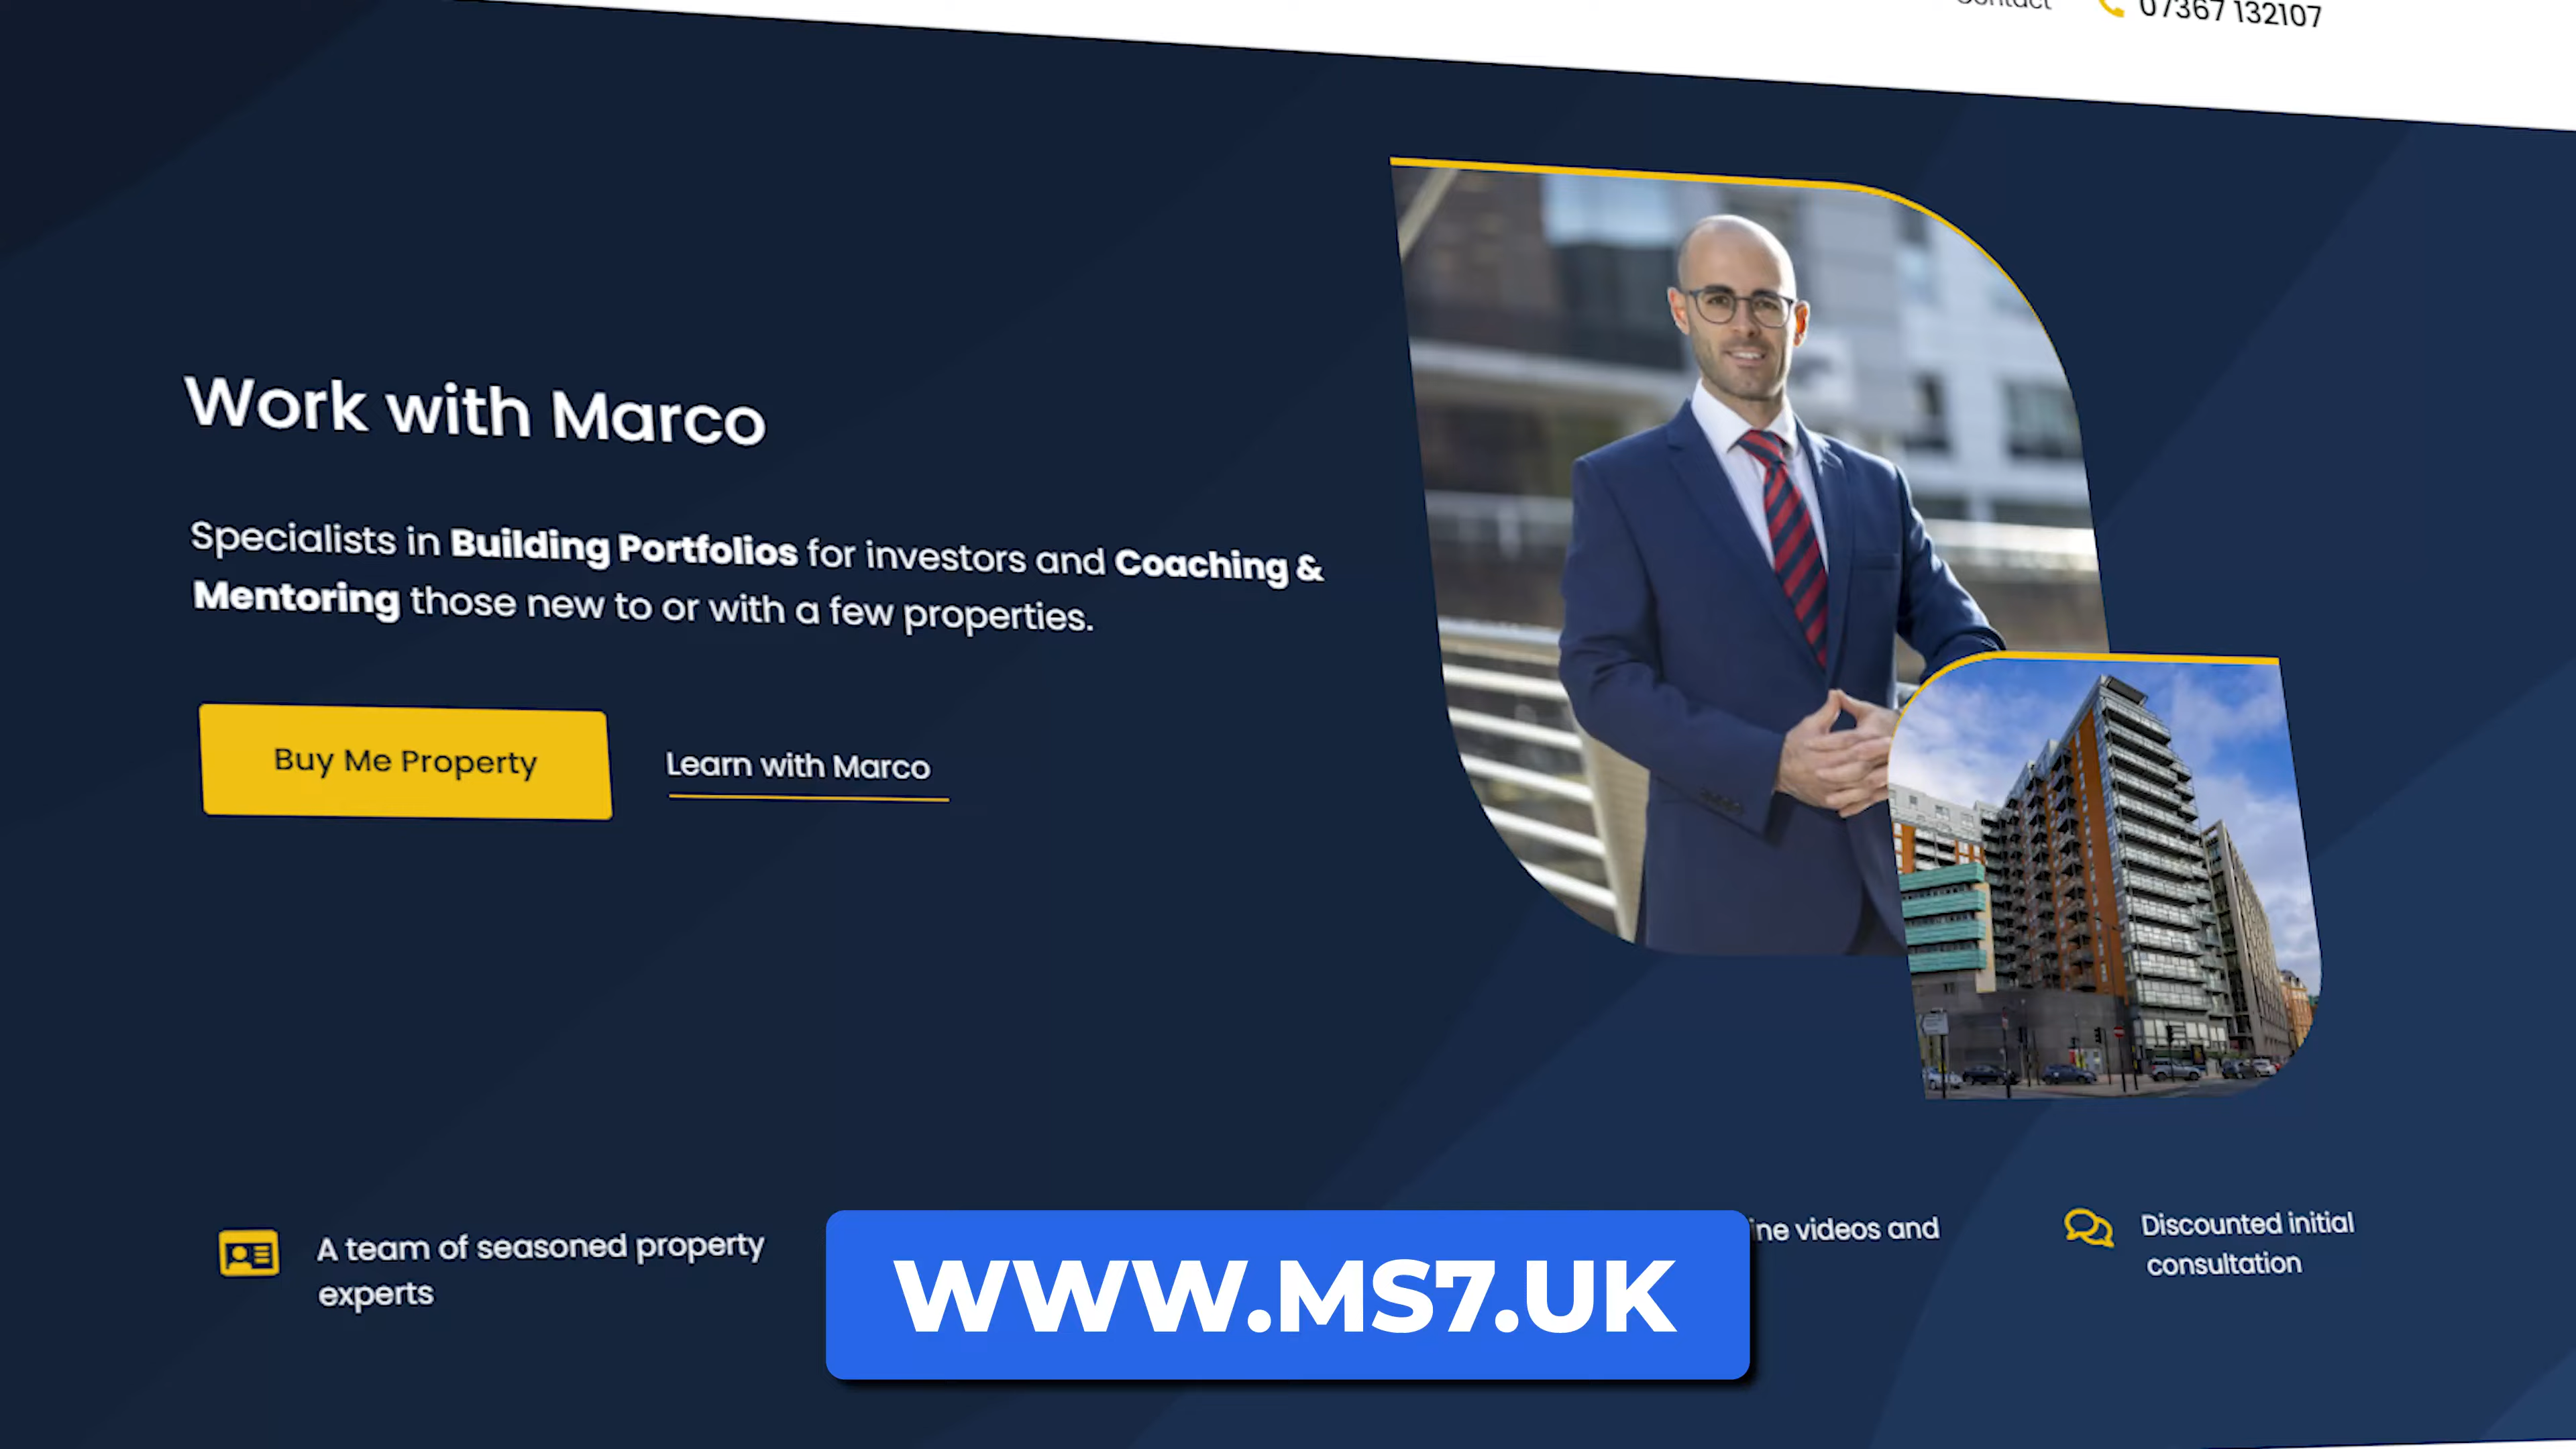 Contact
07367 132107
Work with Marco
Specialists in Building Portfolios for investors and Coaching &
Mentoring those new to or with a few properties.
Buy Me Property
Learn with Marco
A team of seasoned property
experts
videos and
Discounted initial
consultation
WWW.MS7.UK